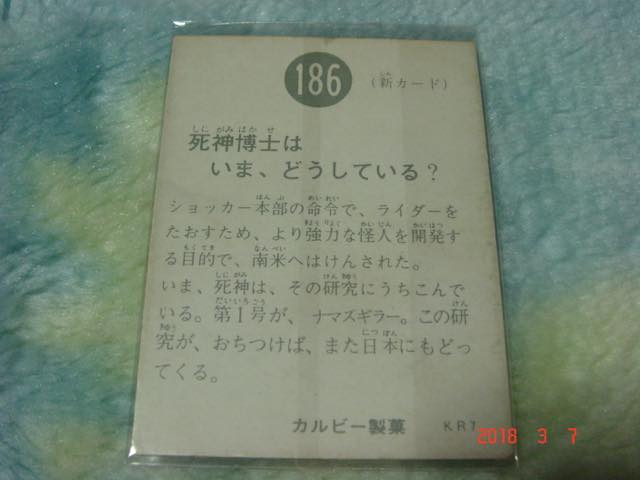 186
(新カード)
死神博士は
いま、どうしている?
ショッカー本部の命令で、ライダーを
たおすため、より強力な怪人を開発す
る目的で、南米へはけんされた。
いま、死神は、その研究にうちこんで
いる。第1号が、ナマズギラー。この研
究が、おちつけば、また日本にもどっ
てくる。
カルビー製菓 KR7
2018 3 7